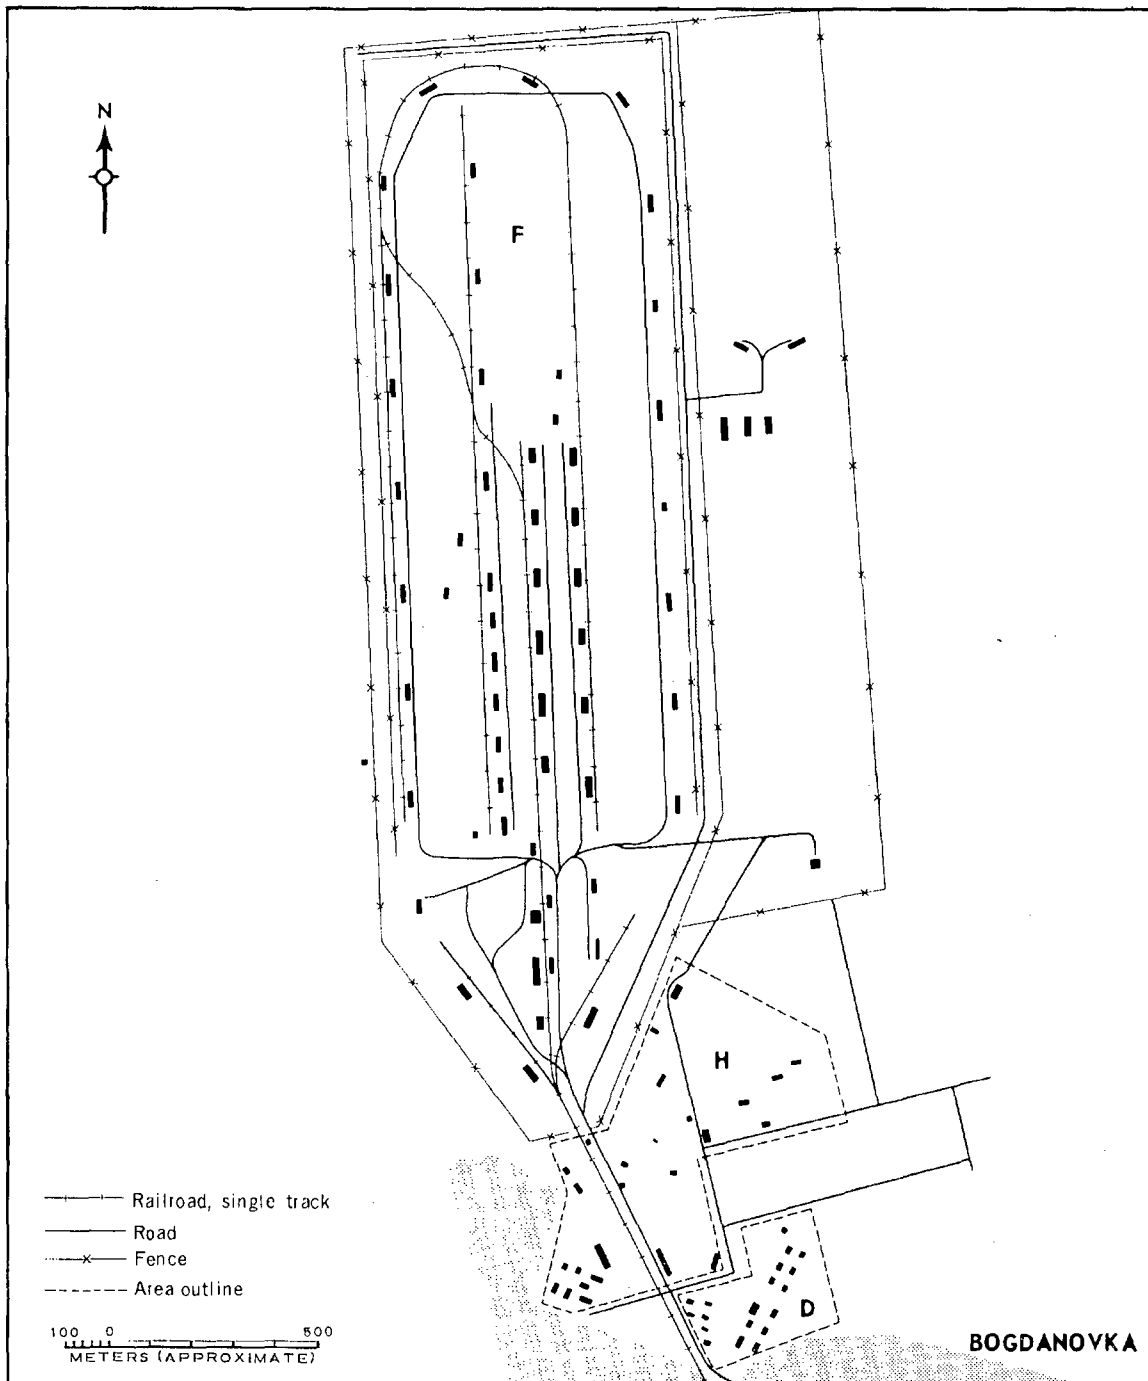 N
F
H
Railroad, single track
Road
Fence
Area outline
D
100 0 500
METERS (APPROXIMATE)
BOGDANOVKA